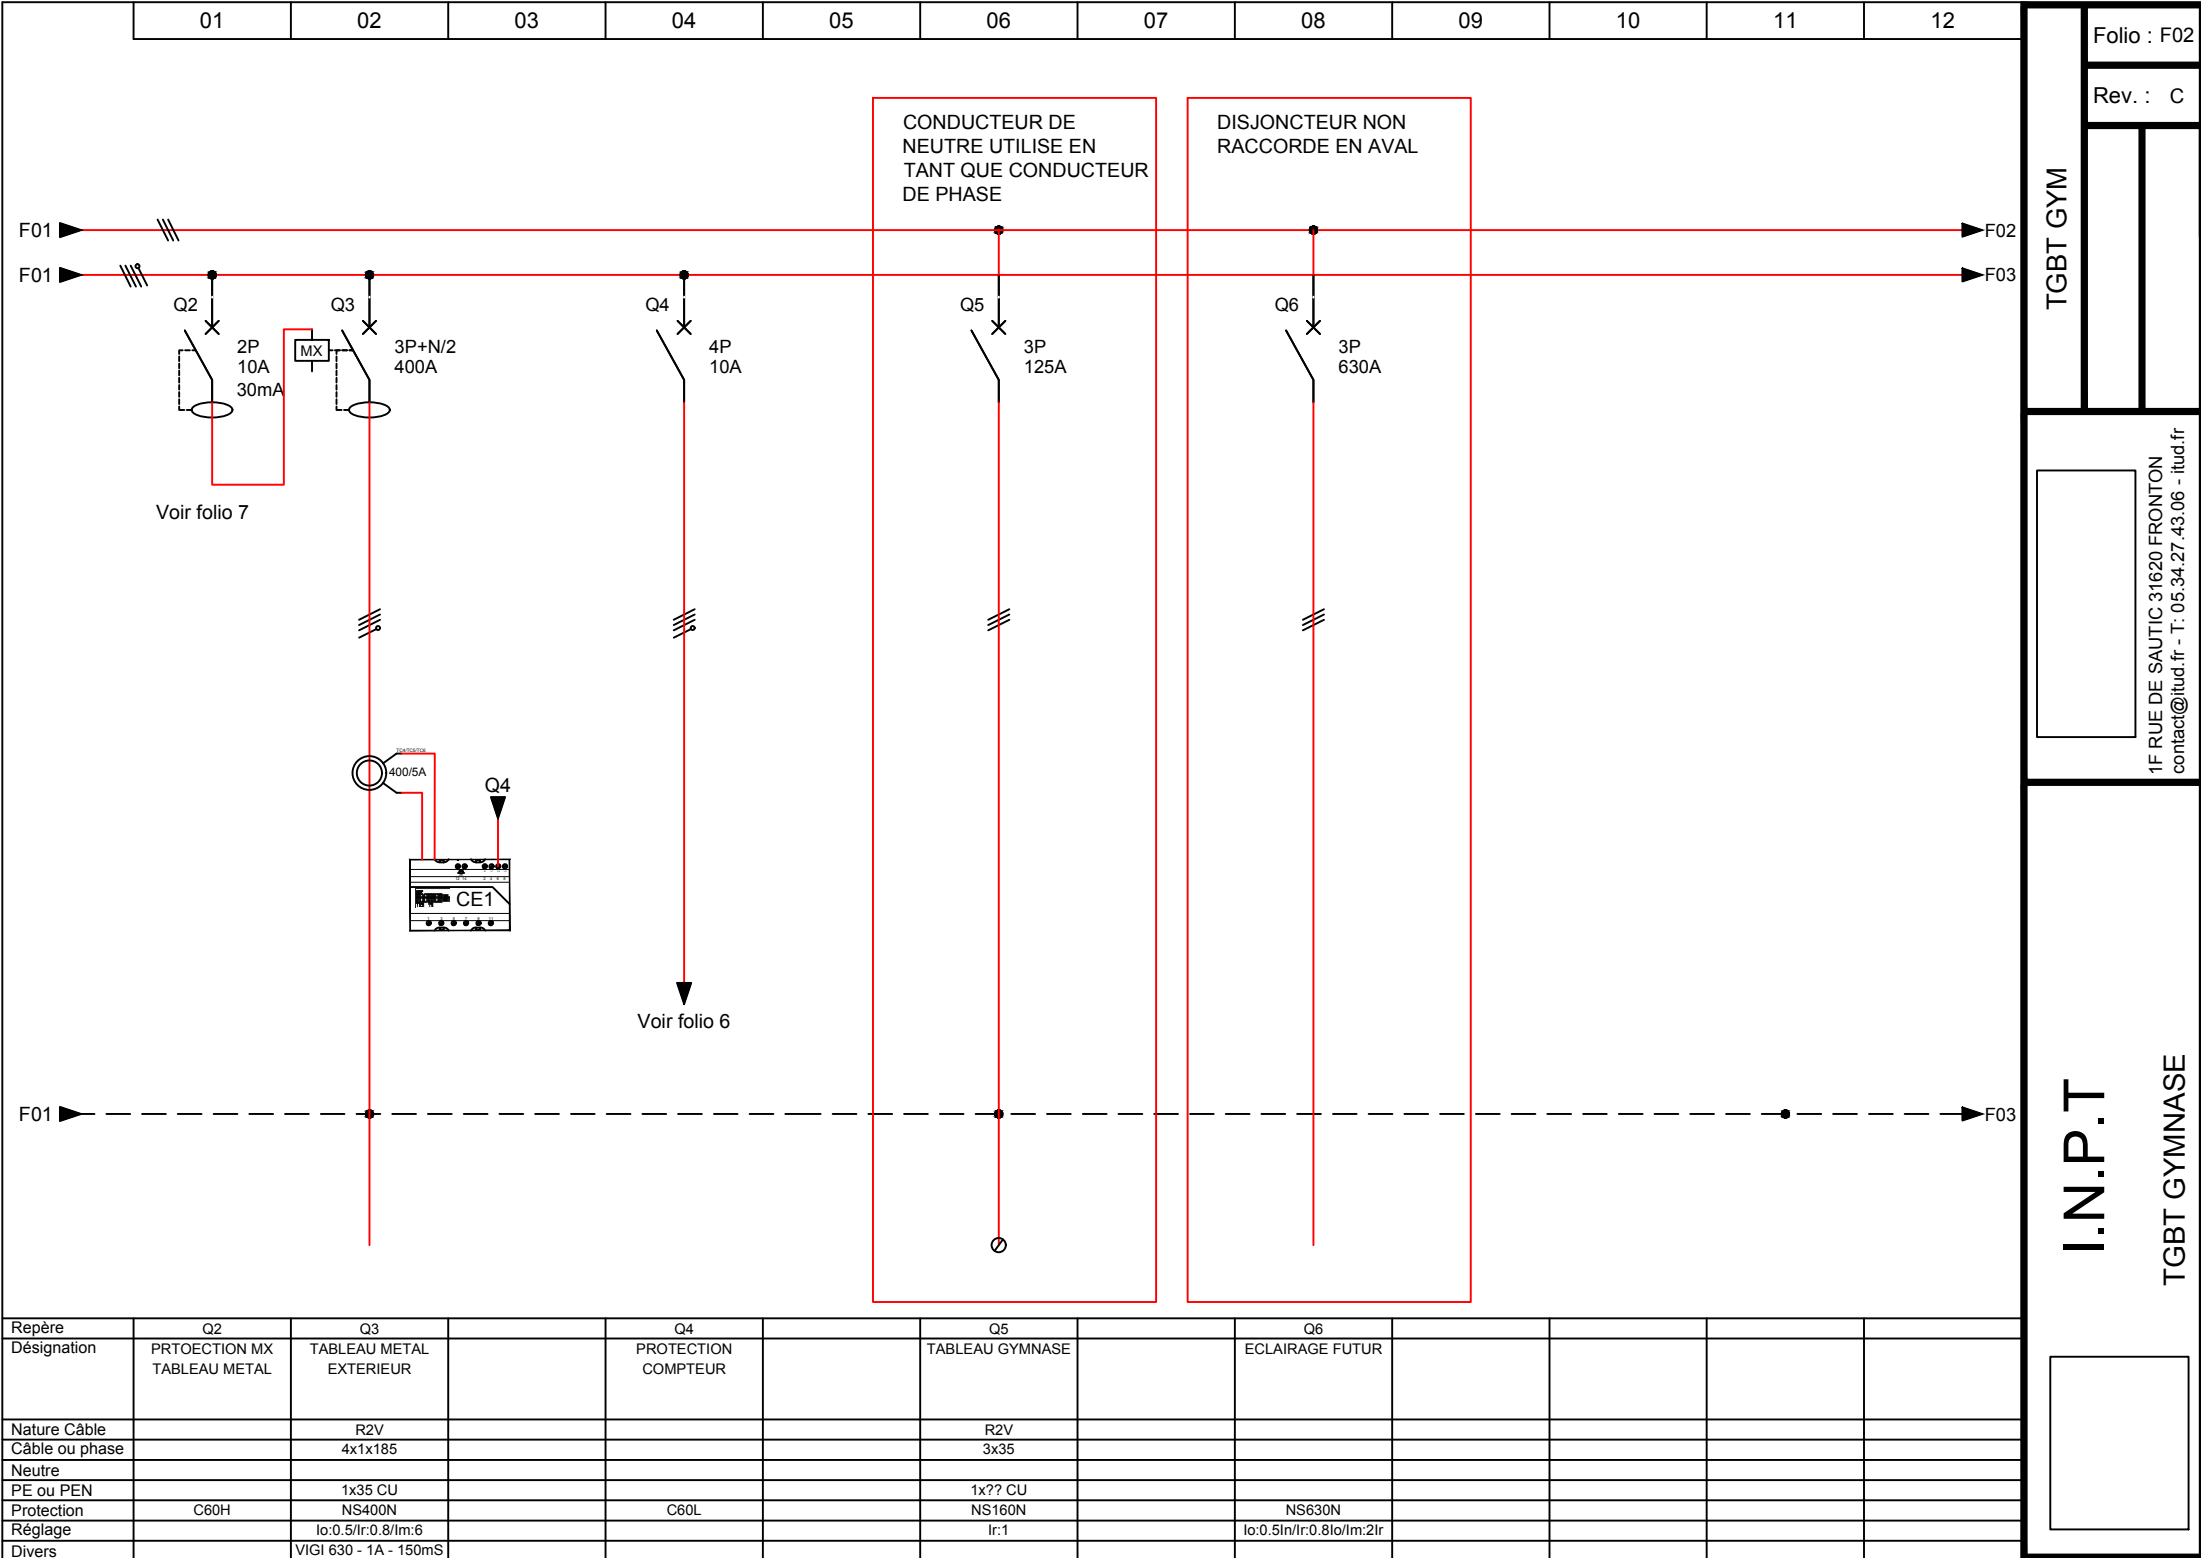 01 02 03 04 05 06 07 08 09 10 11 12
Folio : F02
Rev. : C
TGBT GYM
CONDUCTEUR DE
NEUTRE UTILISE EN
TANT QUE CONDUCTEUR
DE PHASE
DISJONCTEUR NON
RACCORDE EN AVAL
F01
F02
F01
F03
Q2
2P
10A
30mA
MX
Q3
3P+N/2
400A
Q4
4P
10A
Q5
3P
125A
Q6
3P
630A
Voir folio 7
400/5A
Q4
CE1
Voir folio 6
F01
F03
1F RUE DE SAUTIC 31620 FRONTON
contact@itud.fr - T: 05.34.27.43.06 - itud.fr
I.N.P.T
TGBT GYMNASE
Repère Q2 Q3 Q4 Q5 Q6
Désignation PRTOECTION MX TABLEAU METAL PROTECTION TABLEAU GYMNASE ECLAIRAGE FUTUR
TABLEAU METAL EXTERIEUR COMPTEUR
Nature Câble R2V R2V
Câble ou phase 4x1x185 3x35
Neutre
PE ou PEN 1x35 CU 1x?? CU
Protection C60H NS400N C60L NS160N NS630N
Réglage Io:0.5/Ir:0.8/Im:6 Ir:1 Io:0.5In/Ir:0.8Io/Im:2Ir
Divers VIGI 630 - 1A - 150mS